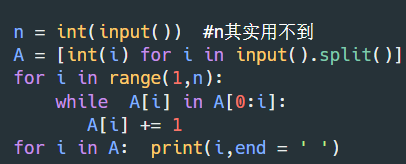 n = int(input())  #n其实用不到
A = [int(i) for i in input().split()]
for i in range(1,n):
    while  A[i] in A[0:i]:
        A[i] += 1
for i in A:  print(i,end = ' ')